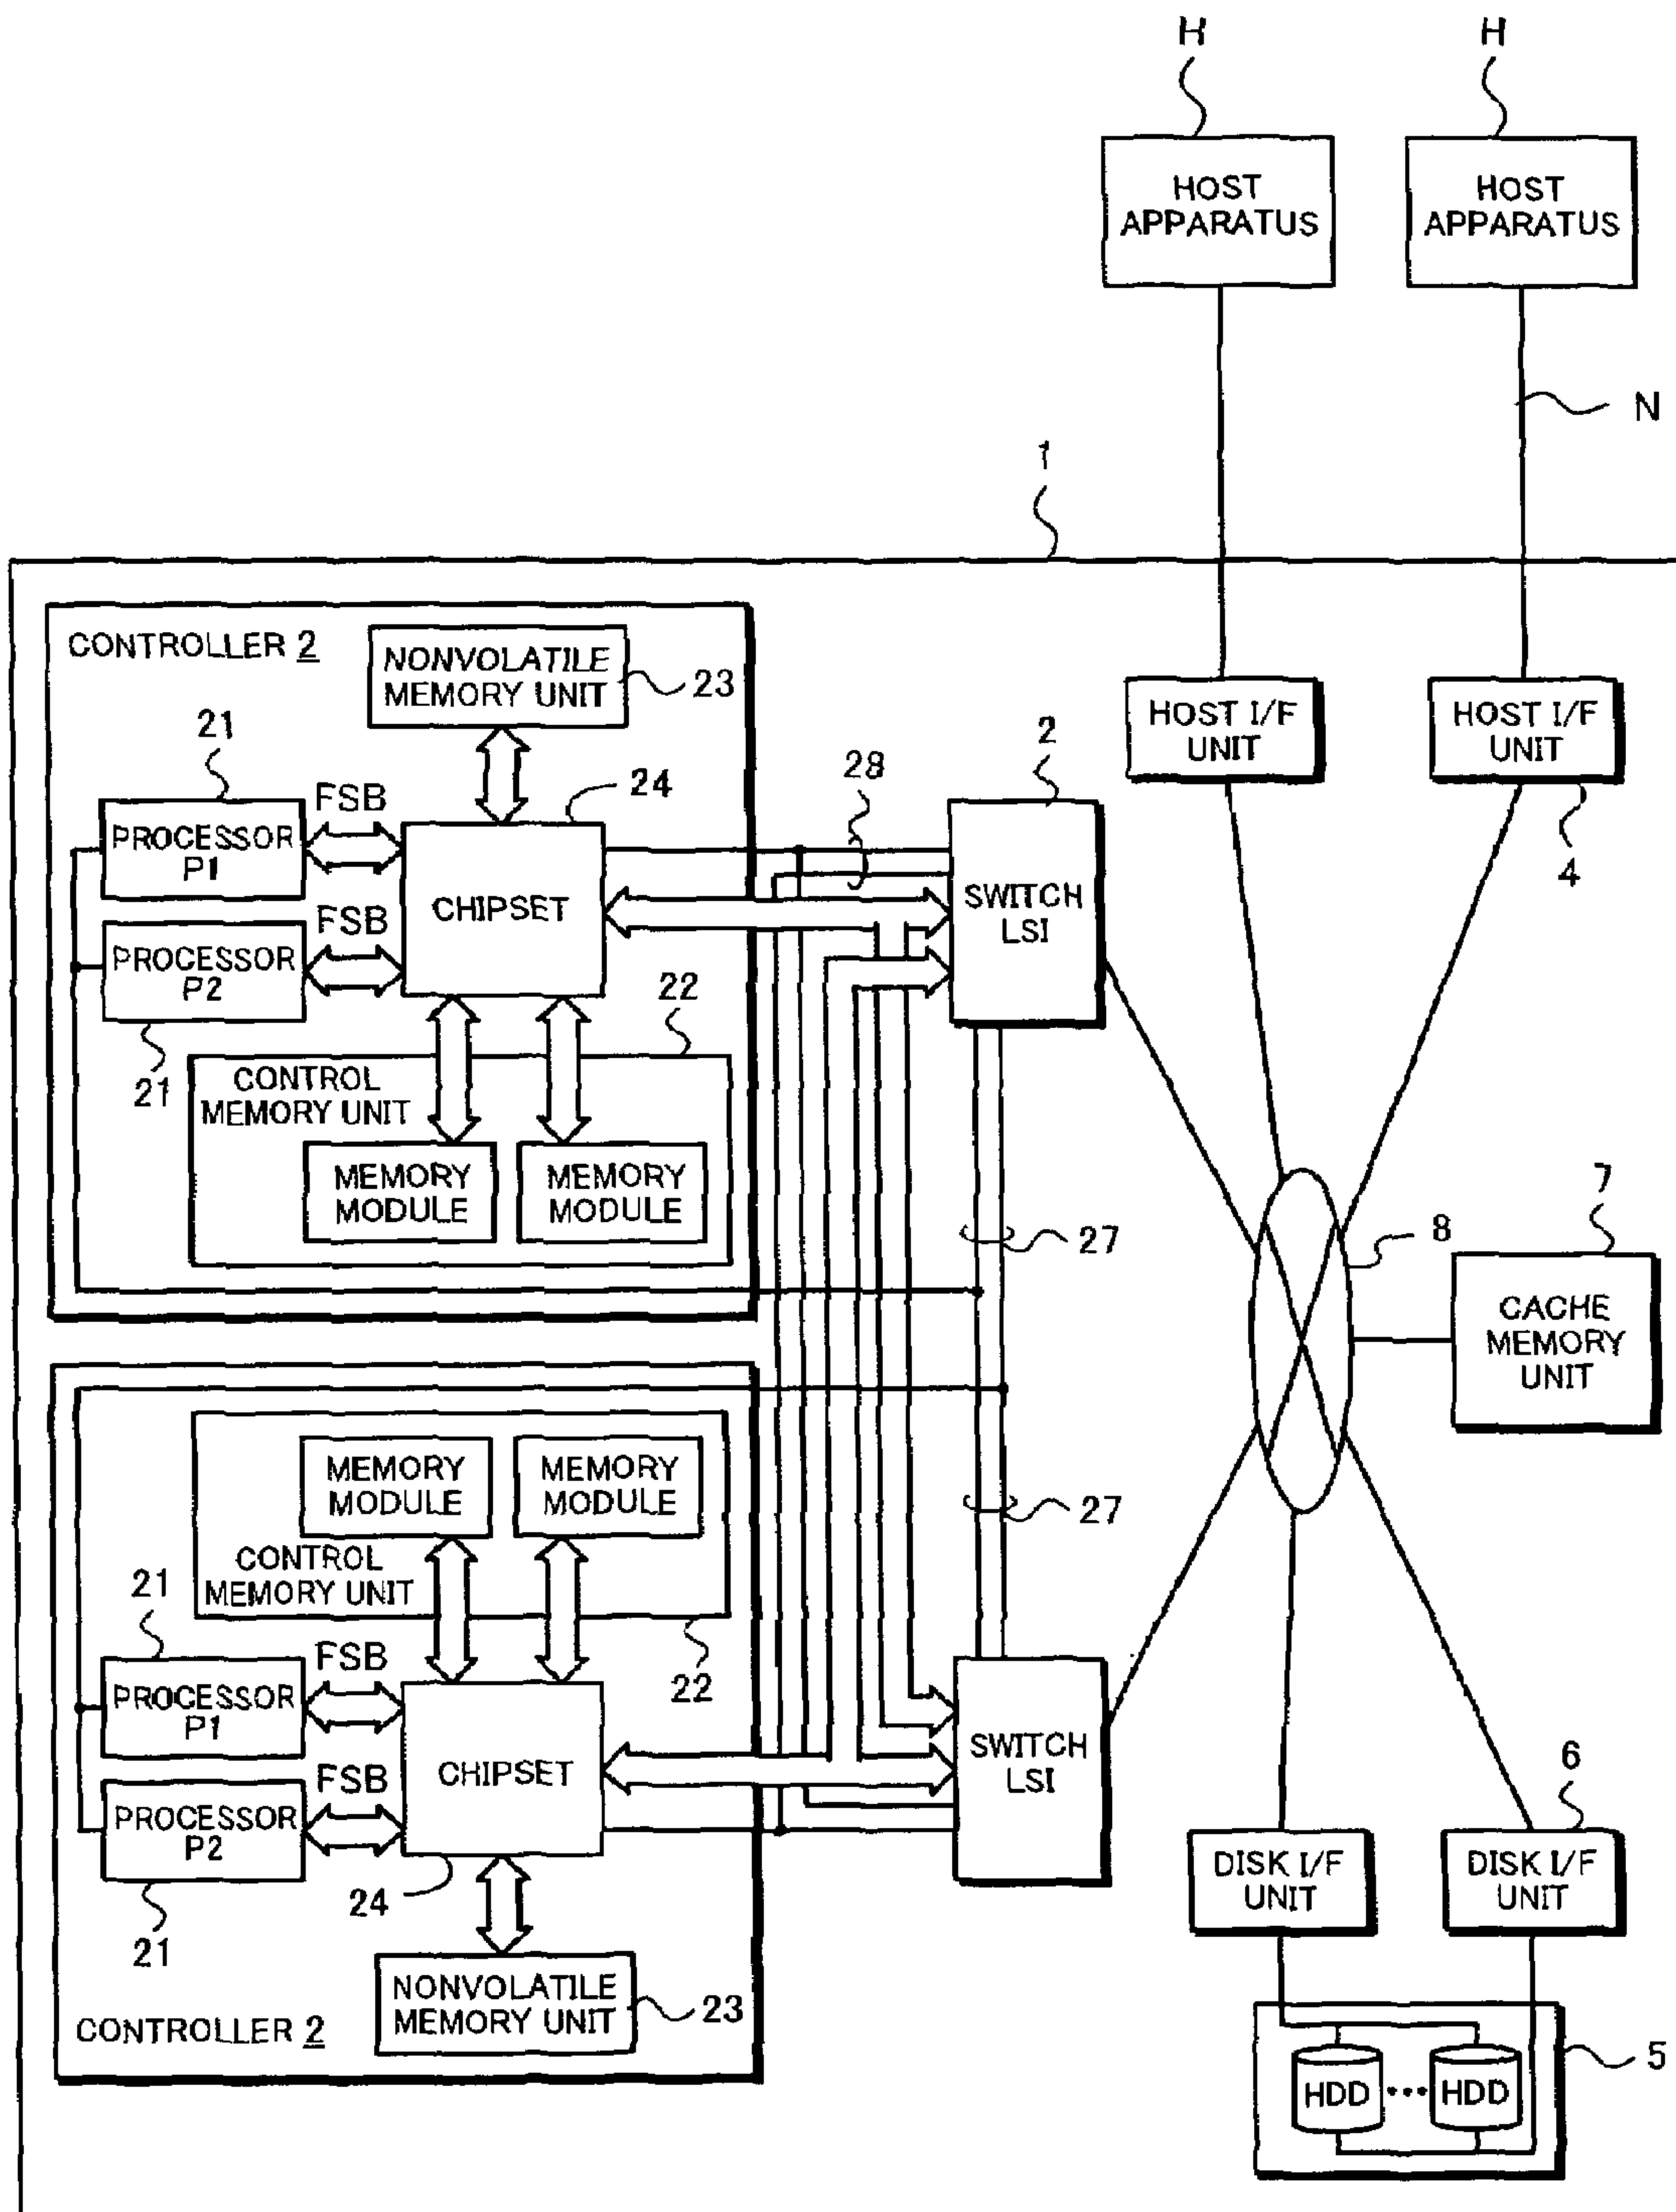 H
H
HOST
APPARATUS
HOST
APPARATUS
N
1
CONTROLLER 2
NONVOLATILE
MEMORY UNIT
23
HOST I/F
UNIT
HOST I/F
UNIT
4
21
FSB
24
28
2
PROCESSOR
P1
CHIPSET
SWITCH
LSI
FSB
PROCESSOR
P2
21
22
CONTROL
MEMORY UNIT
MEMORY
MODULE
MEMORY
MODULE
27
8
7
CACHE
MEMORY
UNIT
MEMORY
MODULE
MEMORY
MODULE
27
CONTROL
MEMORY UNIT
22
21
FSB
PROCESSOR
P1
CHIPSET
SWITCH
LSI
FSB
PROCESSOR
P2
21
24
6
DISK I/F
UNIT
DISK I/F
UNIT
NONVOLATILE
MEMORY UNIT
23
CONTROLLER 2
HDD
•••
HDD
5